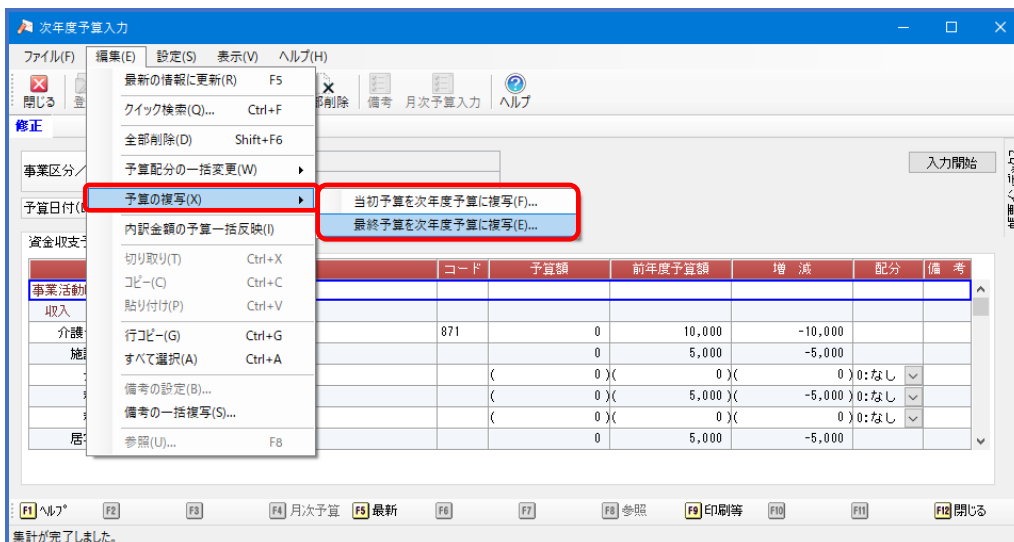 次年度予算入力
ファイル(F) 編集(E) 設定(S) 表示(V) ヘルプ(H)
閉じる 登 部削除 備考 月次予算入力 ヘルプ
修正
最新の情報に更新(R) F5
クイック検索(Q)... Ctrl+F
全部削除(D) Shift+F6
予算配分の一括変更(W)
予算の複写(X)
内訳金額の予算一括反映(I)
切り取り(T) Ctrl+X
コピー(C) Ctrl+C
貼り付け(P) Ctrl+V
行コピー(G) Ctrl+G
すべて選択(A) Ctrl+A
備考の設定(B)...
備考の一括複写(S)...
参照(U)... F8
当初予算を次年度予算に複写(F)...
最終予算を次年度予算に複写(E)...
事業区分/ 入力開始
予算日付(
資金収支予
コード 予算額 前年度予算額 増 減 配分 備 考
事業活動
収入
介護 871 0 10,000 -10,000
施 0 5,000 -5,000
( 0 )( 0 )( 0 ) 0:なし
( 0 )( 5,000 )( -5,000 ) 0:なし
( 0 )( 0 )( 0 ) 0:なし
居 0 5,000 -5,000
F1 ヘルプ F2 F3 F4 月次予算 F5 最新 F6 F7 F8 参照 F9 印刷等 F10 F11 F12 閉じる
集計が完了しました。